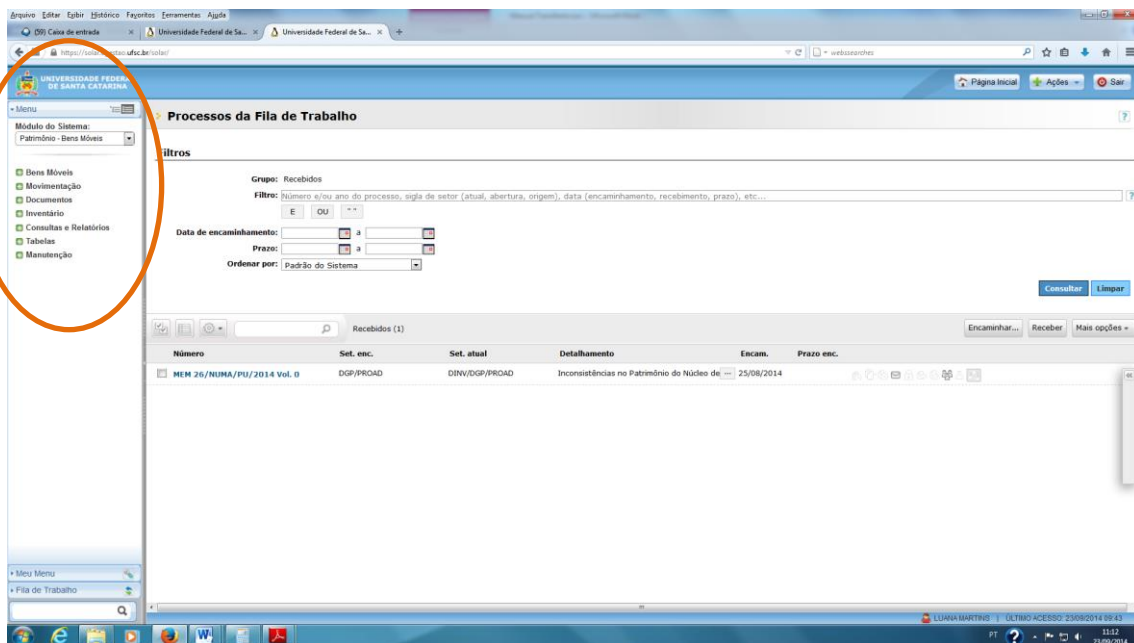 Arquivo Editar Exibir Histórico Favoritos Ferramentas Ajuda
(59) Caixa de entrada × Universidade Federal de Sa... × Universidade Federal de Sa... × +
.ufsc.br/solar/ webssearches
UNIVERSIDADE FEDERAL
DE SANTA CATARINA
Página Inicial Ações Sair
Menu
Processos da Fila de Trabalho
Módulo do Sistema:
Patrimônio - Bens Móveis
Filtros
Bens Móveis
Movimentação
Documentos
Inventário
Consultas e Relatórios
Tabelas
Manutenção
Grupo: Recebidos
Filtro: Número e/ou ano do processo, sigla de setor (atual, abertura, origem), data (encaminhamento, recebimento, prazo), etc...
E OU " "
Data de encaminhamento: a
Prazo: a
Ordenar por: Padrão do Sistema
Consultar Limpar
Recebidos (1) Encaminhar... Receber Mais opções
Número Set. enc. Set. atual Detalhamento Encam. Prazo enc.
MEM 26/NUMA/PU/2014 Vol. 0 DGP/PROAD DINV/DGP/PROAD Inconsistências no Patrimônio do Núcleo de ... 25/08/2014
Meu Menu
Fila de Trabalho
LUANA MARTINS | ÚLTIMO ACESSO: 23/09/2014 09:43
PT 11:12
23/09/2014